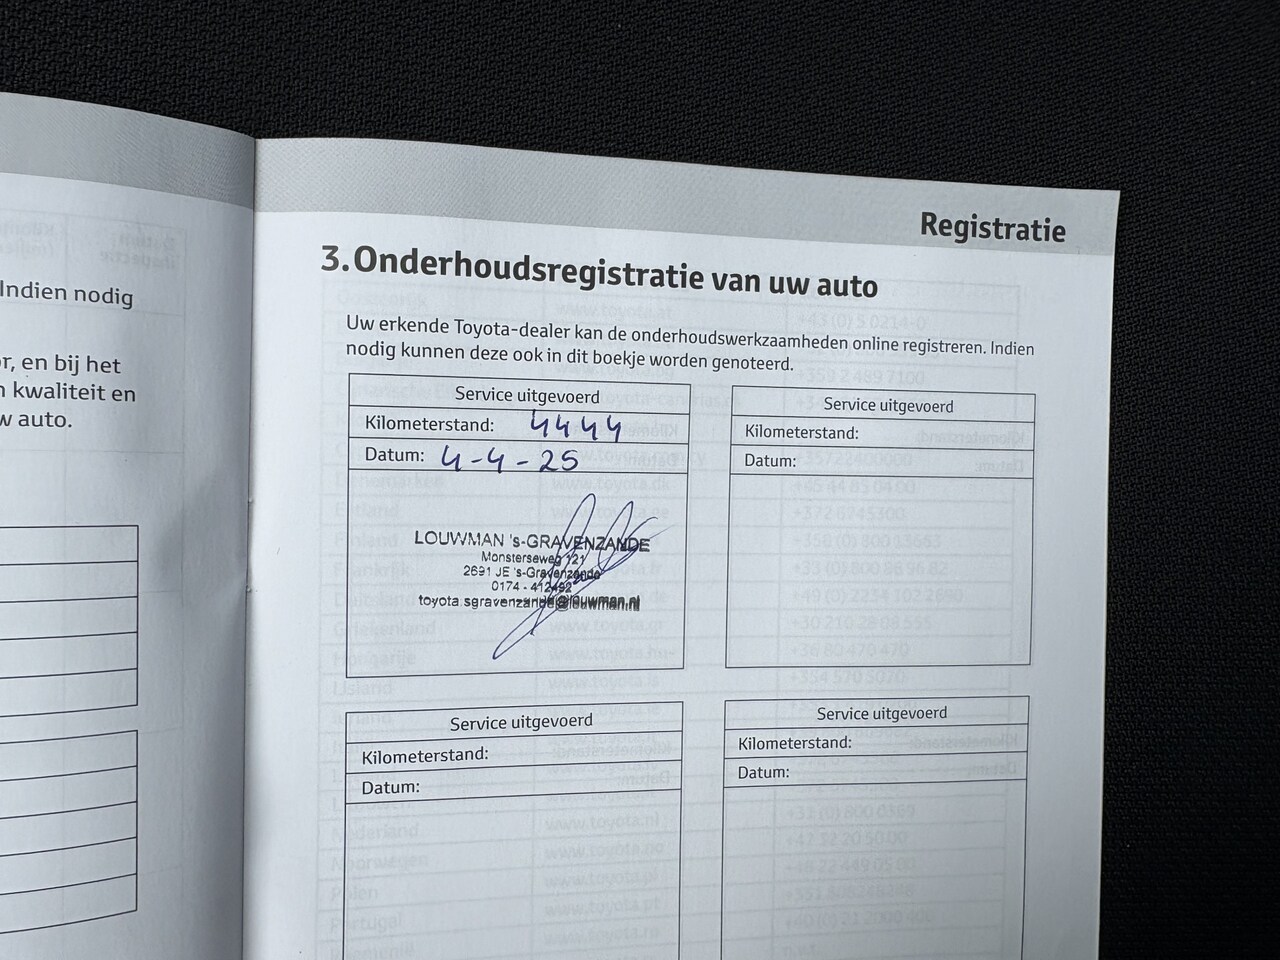 Indien nodig
r, en bij het
kwaliteit en
w auto.
Registratie
3. Onderhoudsregistratie van uw auto
Uw erkende Toyota-dealer kan de onderhoudswerkzaamheden online registreren. Indien
nodig kunnen deze ook in dit boekje worden genoteerd.
Service uitgevoerd
Kilometerstand: 4444
Datum: 4-4-25
LOUWMAN 's-GRAVENZANDE
Monsterseweg 121
2691 JE 's-Gravenzande
0174 - 412492
toyota.sgravenzande@louwman.nl
Service uitgevoerd
Kilometerstand:
Datum:
Service uitgevoerd
Kilometerstand:
Datum:
Service uitgevoerd
Kilometerstand:
Datum: